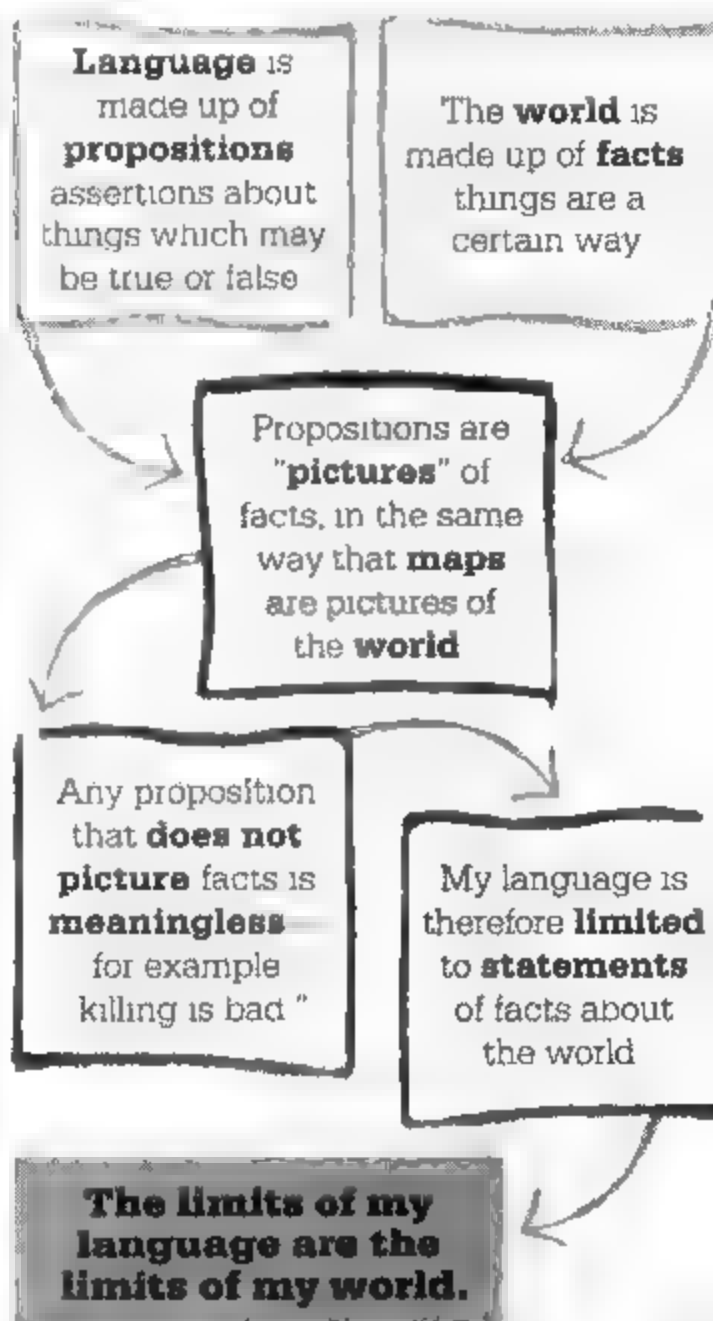 Language is
made up of
propositions
assertions about
things which may
be true or false
The world is
made up of facts
things are a
certain way
Propositions are
"pictures" of
facts, in the same
way that maps
are pictures of
the world
Any proposition
that does not
picture facts is
meaningless
for example
killing is bad "
My language is
therefore limited
to statements
of facts about
the world
The limits of my
language are the
limits of my world.